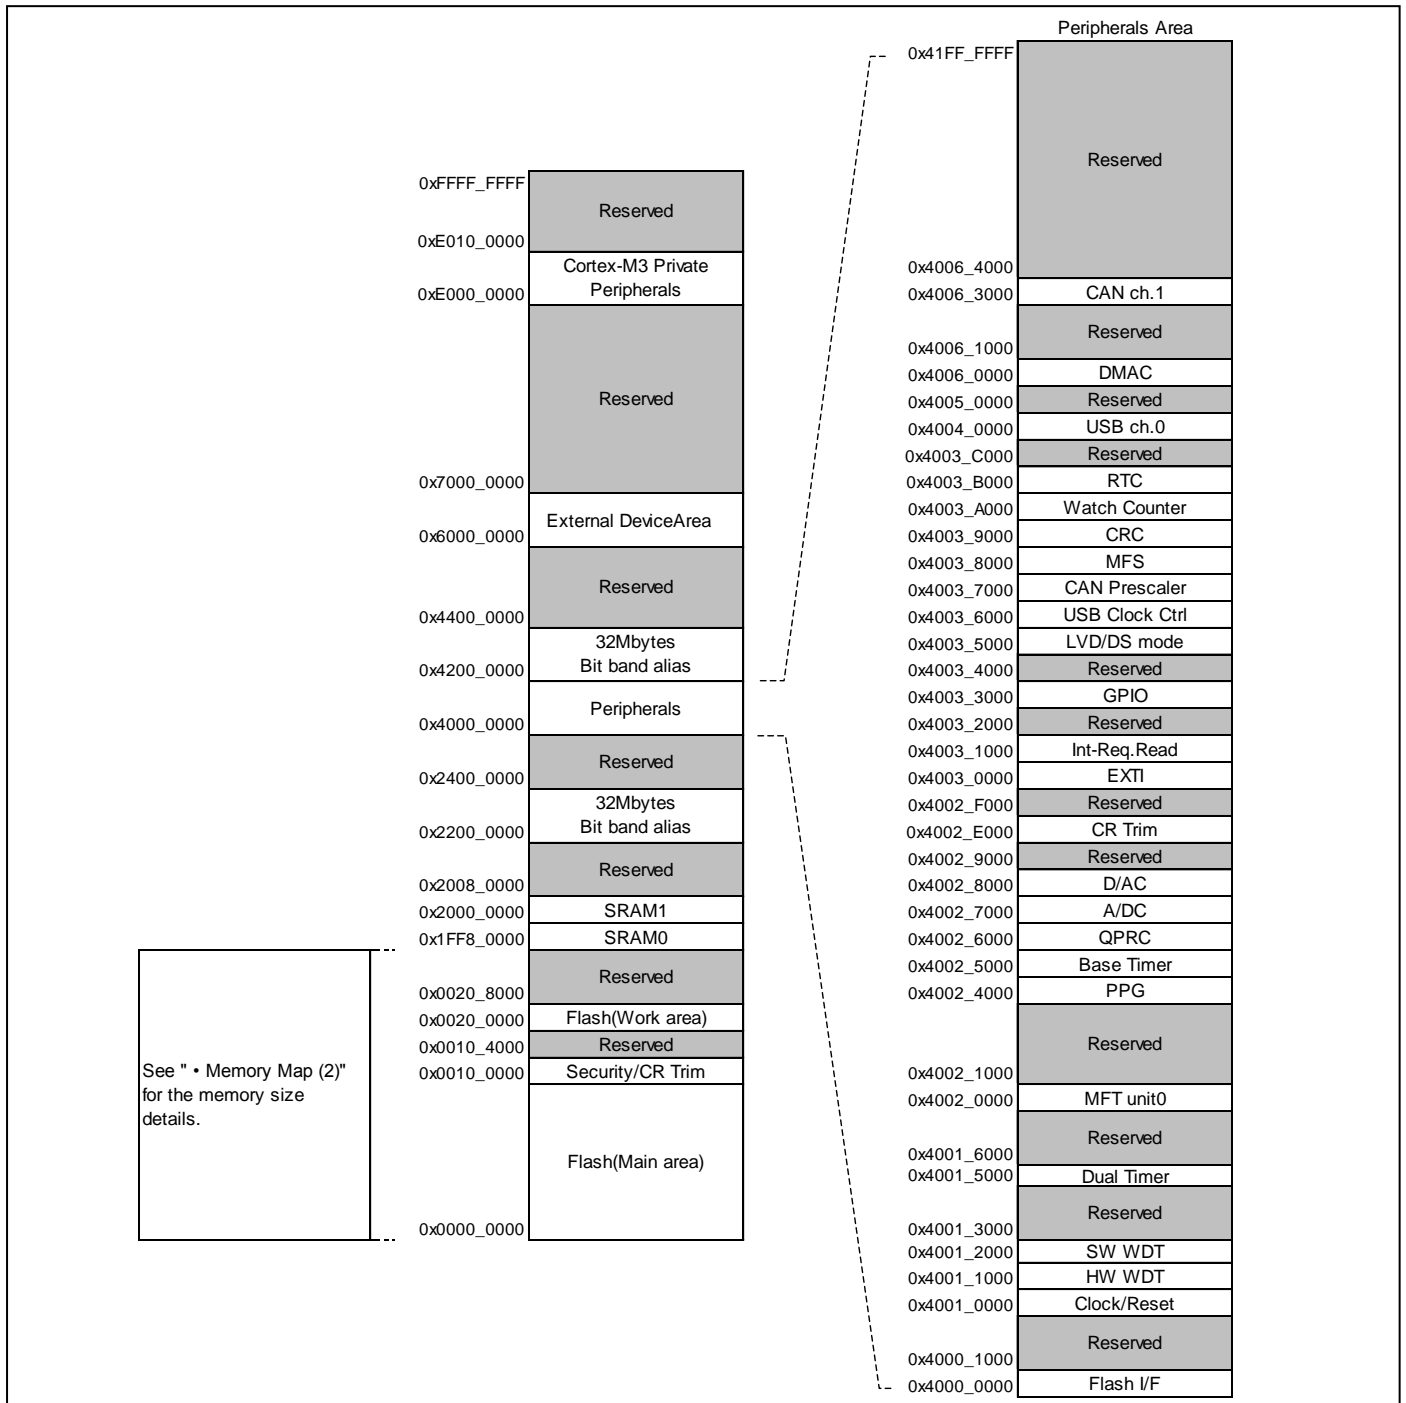 Peripherals Area
0x41FF_FFFF
Reserved
0x4006_4000
0x4006_3000 CAN ch.1
Reserved
0x4006_1000
0x4006_0000 DMAC
0x4005_0000 Reserved
0x4004_0000 USB ch.0
0x4003_C000 Reserved
0x4003_B000 RTC
0x4003_A000 Watch Counter
0x4003_9000 CRC
0x4003_8000 MFS
0x4003_7000 CAN Prescaler
0x4003_6000 USB Clock Ctrl
0x4003_5000 LVD/DS mode
0x4003_4000 Reserved
0x4003_3000 GPIO
0x4003_2000 Reserved
0x4003_1000 Int-Req.Read
0x4003_0000 EXTI
0x4002_F000 Reserved
0x4002_E000 CR Trim
0x4002_9000 Reserved
0x4002_8000 D/AC
0x4002_7000 A/DC
0x4002_6000 QPRC
0x4002_5000 Base Timer
0x4002_4000 PPG
Reserved
0x4002_1000
0x4002_0000 MFT unit0
Reserved
0x4001_6000
0x4001_5000 Dual Timer
Reserved
0x4001_3000
0x4001_2000 SW WDT
0x4001_1000 HW WDT
0x4001_0000 Clock/Reset
Reserved
0x4000_1000
0x4000_0000 Flash I/F
0xFFFF_FFFF
Reserved
0xE010_0000
Cortex-M3 Private
0xE000_0000 Peripherals
Reserved
0x7000_0000
External DeviceArea
0x6000_0000
Reserved
0x4400_0000
32Mbytes
0x4200_0000 Bit band alias
Peripherals
0x4000_0000
Reserved
0x2400_0000
32Mbytes
0x2200_0000 Bit band alias
Reserved
0x2008_0000
0x2000_0000 SRAM1
0x1FF8_0000 SRAM0
Reserved
0x0020_8000
0x0020_0000 Flash(Work area)
0x0010_4000 Reserved
0x0010_0000 Security/CR Trim
Flash(Main area)
0x0000_0000
See " • Memory Map (2)"
for the memory size
details.